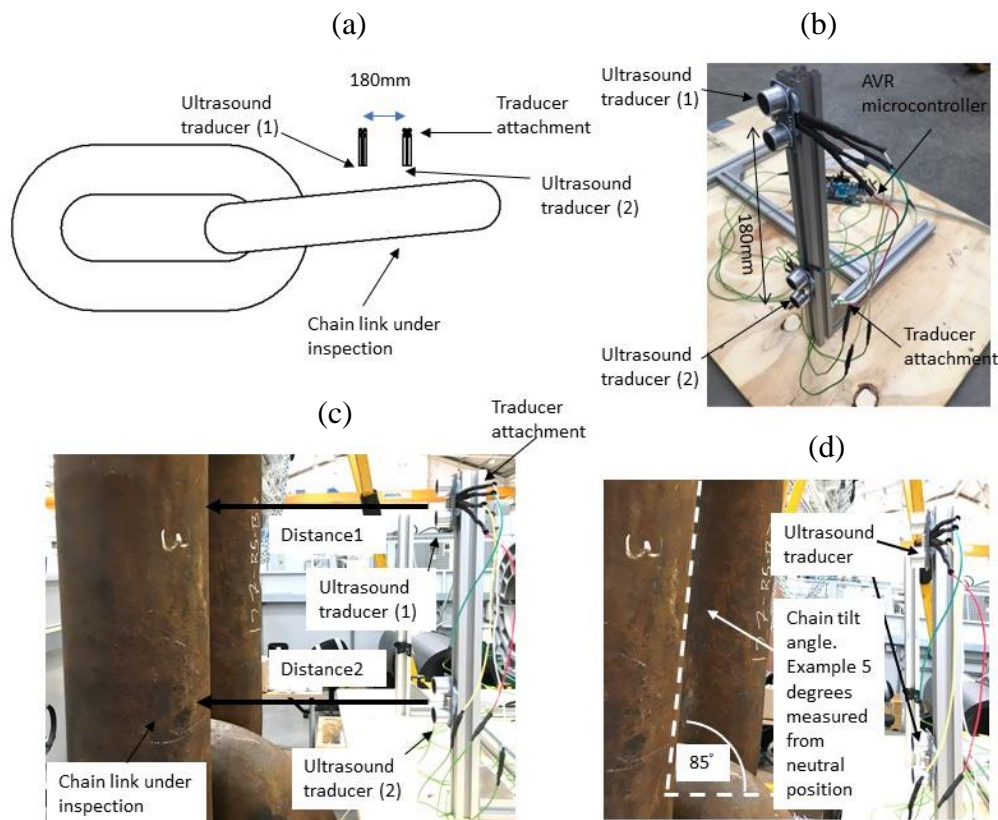 (a)
180mm
Ultrasound
traducer (1)
Traducer
attachment
Ultrasound
traducer (2)
Chain link under
inspection
(b)
Ultrasound
traducer (1)
AVR
microcontroller
180mm
Ultrasound
traducer (2)
Traducer
attachment
(c)
Traducer
attachment
Distance1
Ultrasound
traducer (1)
Distance2
Ultrasound
traducer (2)
Chain link under
inspection
(d)
Ultrasound
traducer
Chain tilt
angle.
Example 5
degrees
measured
from
neutral
position
85°